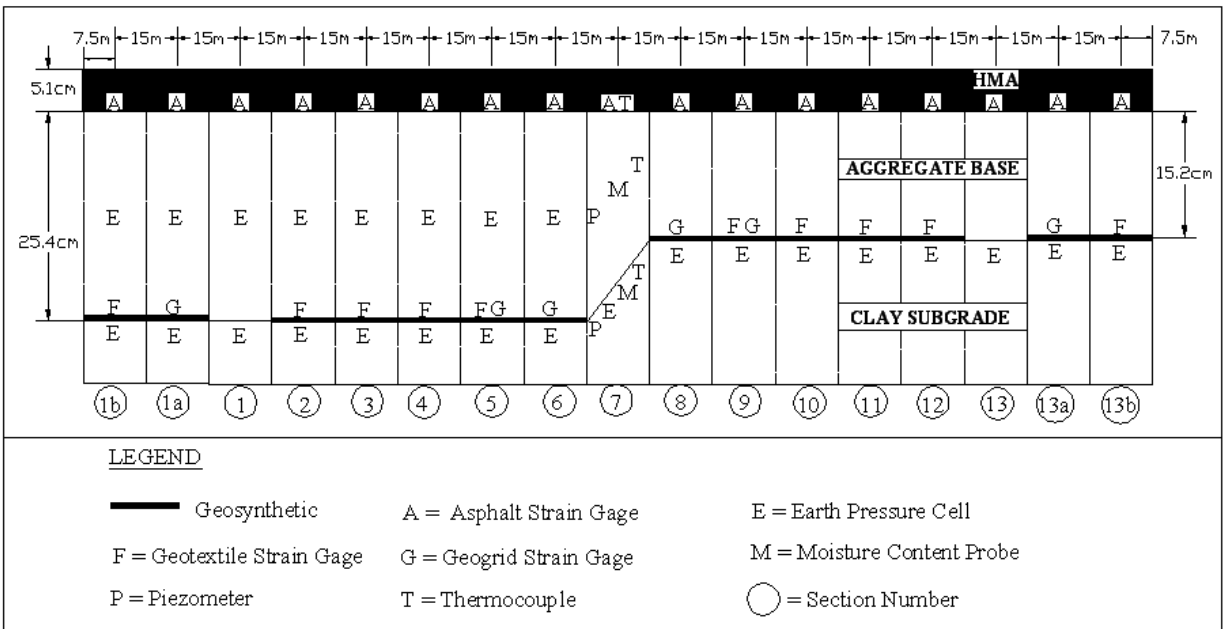 7.5m 15m 15m 15m 15m 15m 15m 15m 15m 15m 15m 15m 15m 15m 15m 15m 15m 7.5m
5.1cm
HMA
A A A A A A A A AT A A A A A A A A
AGGREGATE BASE
15.2cm
T
M
E E E E E E E E P
G FG F F F G F
25.4cm
E E E E E E E E
T
M
E
F G F F F FG G
P
CLAY SUBGRADE
E E E E E E E E
1b 1a 1 2 3 4 5 6 7 8 9 10 11 12 13 13a 13b
LEGEND
Geosynthetic A = Asphalt Strain Gage E = Earth Pressure Cell
F = Geotextile Strain Gage G = Geogrid Strain Gage M = Moisture Content Probe
P = Piezometer T = Thermocouple = Section Number